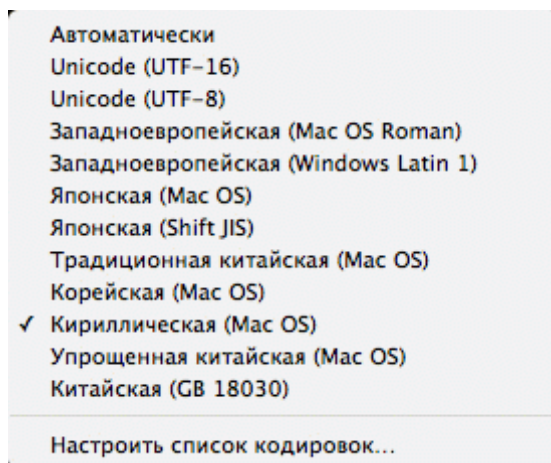 Автоматически
Unicode (UTF-16)
Unicode (UTF-8)
Западноевропейская (Mac OS Roman)
Западноевропейская (Windows Latin 1)
Японская (Mac OS)
Японская (Shift JIS)
Традиционная китайская (Mac OS)
Корейская (Mac OS)
✓ Кириллическая (Mac OS)
Упрощенная китайская (Mac OS)
Китайская (GB 18030)
Настроить список кодировок...